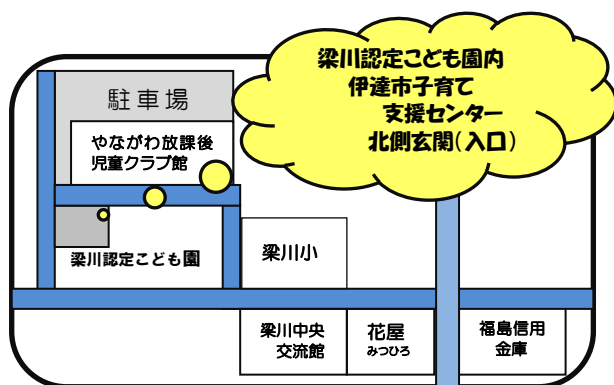 梁川認定こども園内
伊達市子育て
支援センター
北側玄関(入口)
駐車場
やながわ放課後
児童クラブ館
梁川認定こども園
梁川小
梁川中央
交流館
花屋
みつひろ
福島信用
金庫